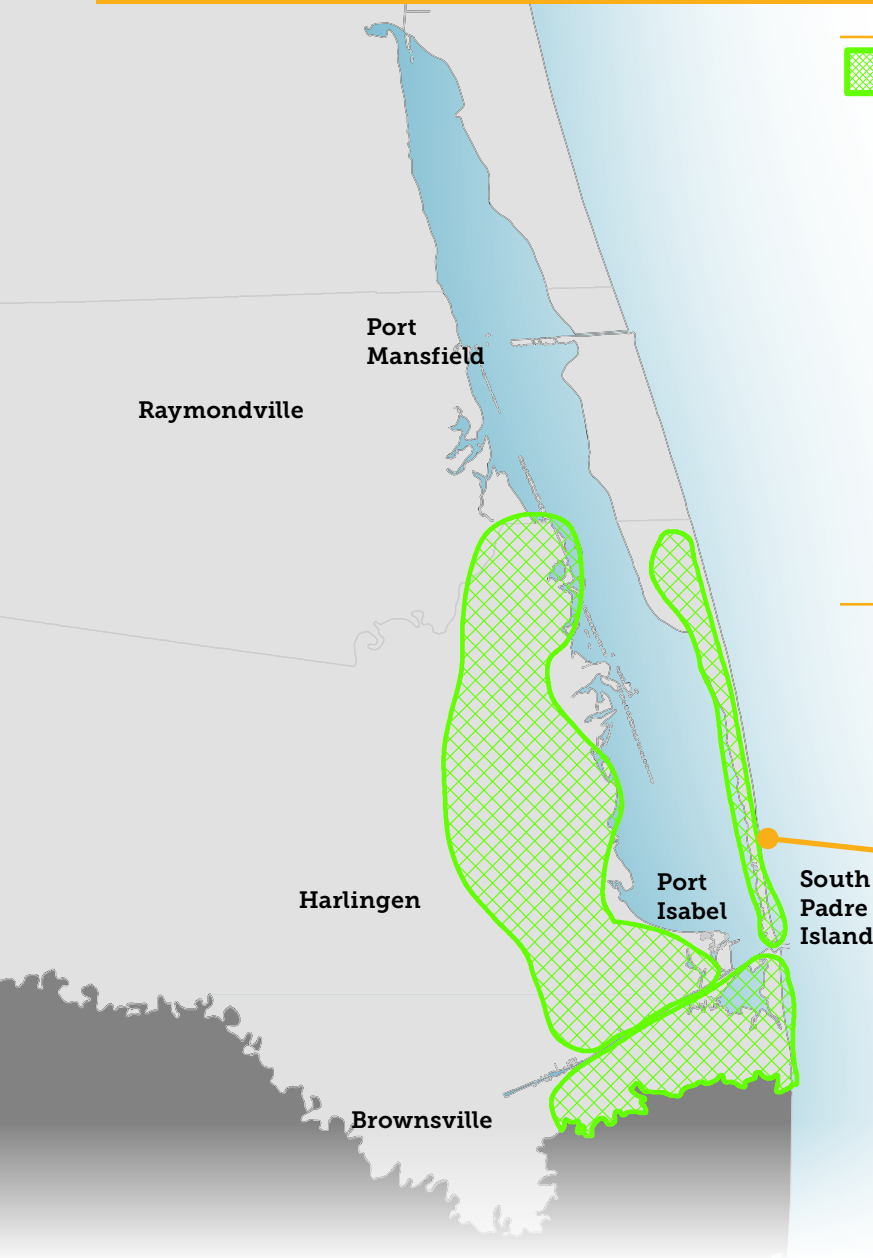 Port
Mansfield
Raymondville
Harlingen
Port
Isabel
South
Padre
Island
Brownsville